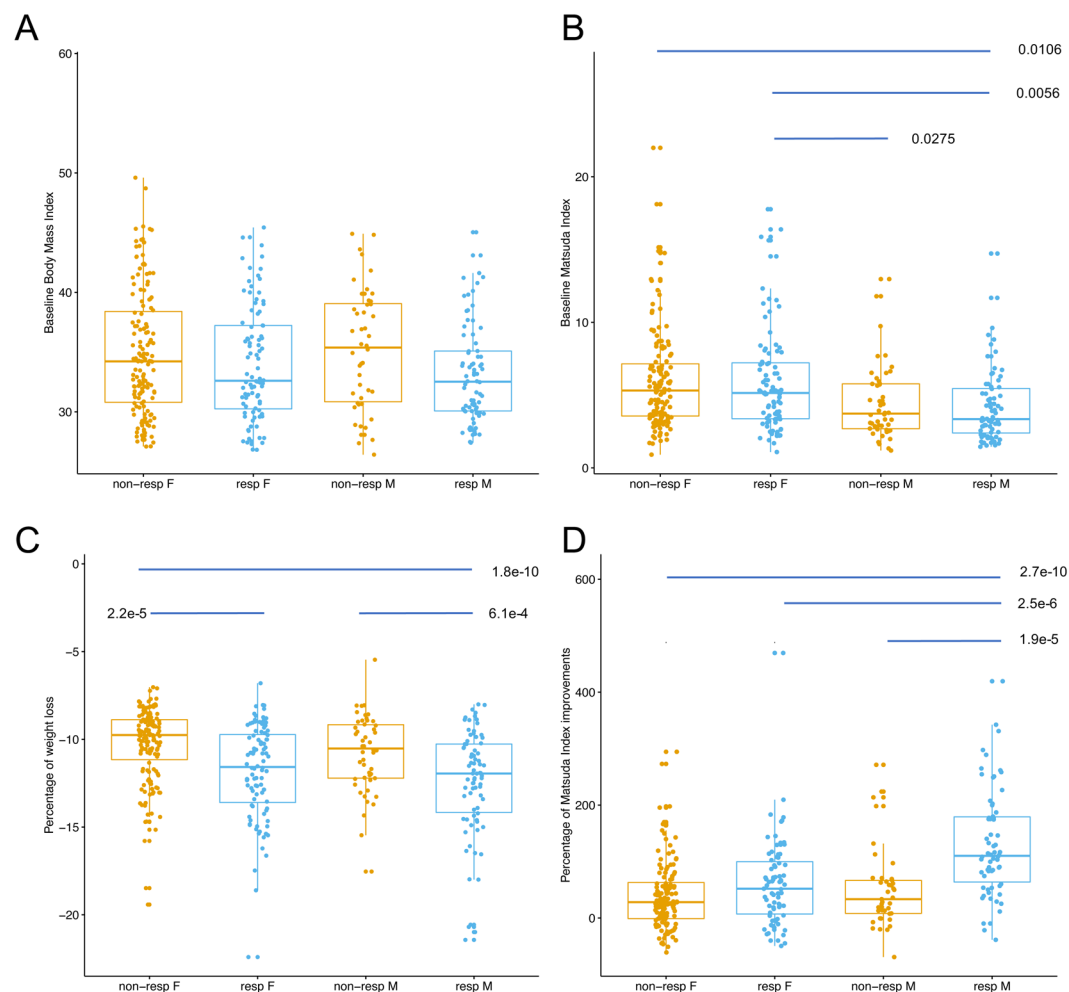 A
60
50
40
30
Baseline Body Mass Index
non-resp F
resp F
non-resp M
resp M
B
0.0106
0.0056
0.0275
20
10
0
Baseline Matsuda Index
non-resp F
resp F
non-resp M
resp M
C
0
-5
-10
-15
-20
Percentage of weight loss
1.8e-10
2.2e-5
6.1e-4
non-resp F
resp F
non-resp M
resp M
D
600
400
200
0
Percentage of Matsuda Index improvements
2.7e-10
2.5e-6
1.9e-5
non-resp F
resp F
non-resp M
resp M